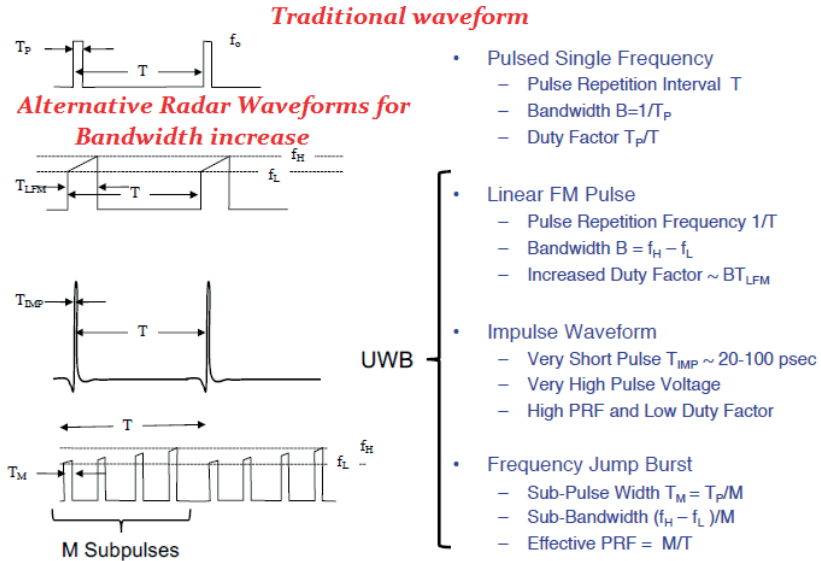 Traditional waveform
T_P
f_o
T
Alternative Radar Waveforms for
Bandwidth increase
f_H
f_L
T_LFM
T
T_IMP
T
T
f_H
f_L
T_M
M Subpulses
UWB
• Pulsed Single Frequency
– Pulse Repetition Interval T
– Bandwidth B=1/T_P
– Duty Factor T_P/T
• Linear FM Pulse
– Pulse Repetition Frequency 1/T
– Bandwidth B = f_H – f_L
– Increased Duty Factor ~ BT_LFM
• Impulse Waveform
– Very Short Pulse T_IMP ~ 20-100 psec
– Very High Pulse Voltage
– High PRF and Low Duty Factor
• Frequency Jump Burst
– Sub-Pulse Width T_M = T_P/M
– Sub-Bandwidth (f_H – f_L )/M
– Effective PRF = M/T